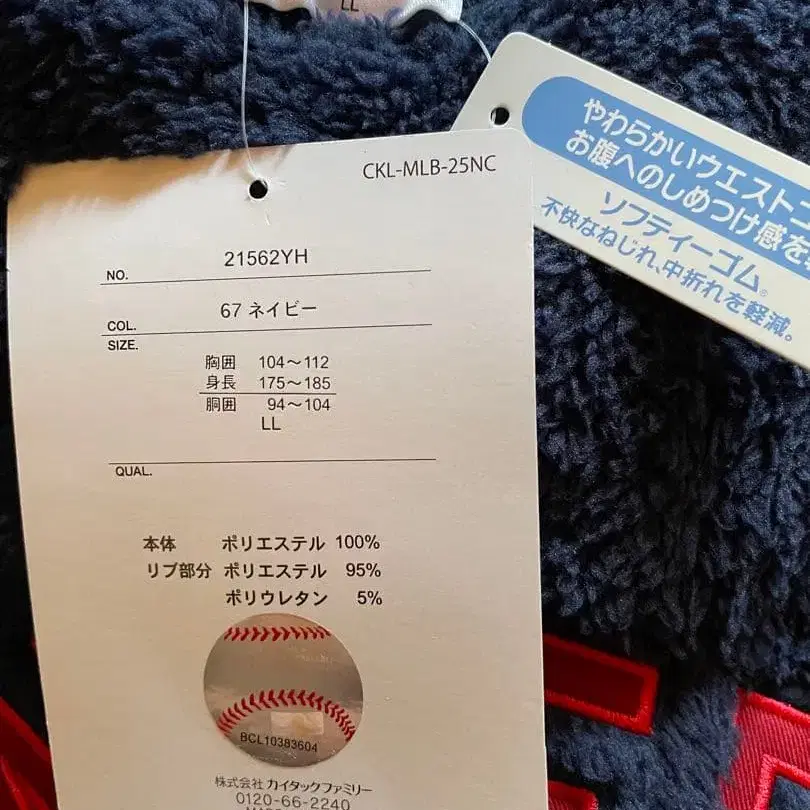 LL
やわらかいウエストゴ
お腹へのしめつけ感を
ソフティーゴム®
不快なねじれ、中折れを軽減。
CKL-MLB-25NC
NO. 21562YH
COL. 67 ネイビー
SIZE.
胸囲 104～112
身長 175～185
胴囲 94～104
LL
QUAL.
本体 ポリエステル 100%
リブ部分 ポリエステル 95%
ポリウレタン 5%
BCL10383604
株式会社 カイタックファミリー
0120-66-2240